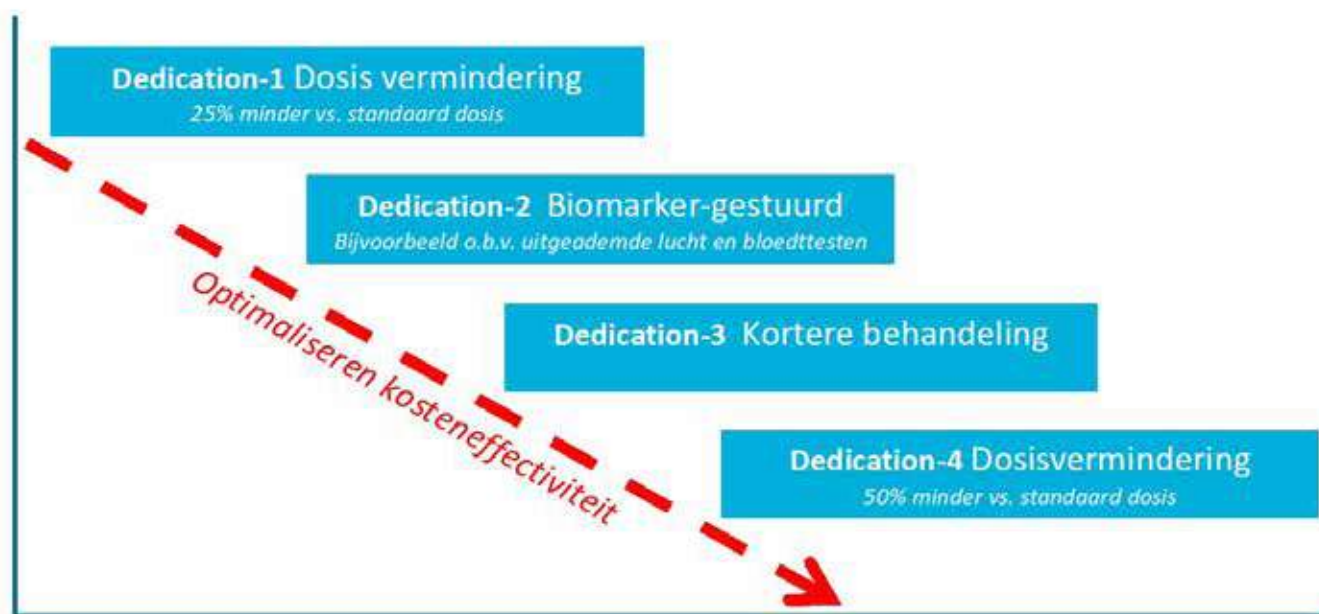 Dedication-1 Dosis vermindering
25% minder vs. standaard dosis
Dedication-2 Biomarker-gestuurd
Bijvoorbeeld o.b.v. uitgeademde lucht en bloedttesten
Dedication-3 Kortere behandeling
Dedication-4 Dosisvermindering
50% minder vs. standaard dosis
Optimaliseren kosteneffectiviteit